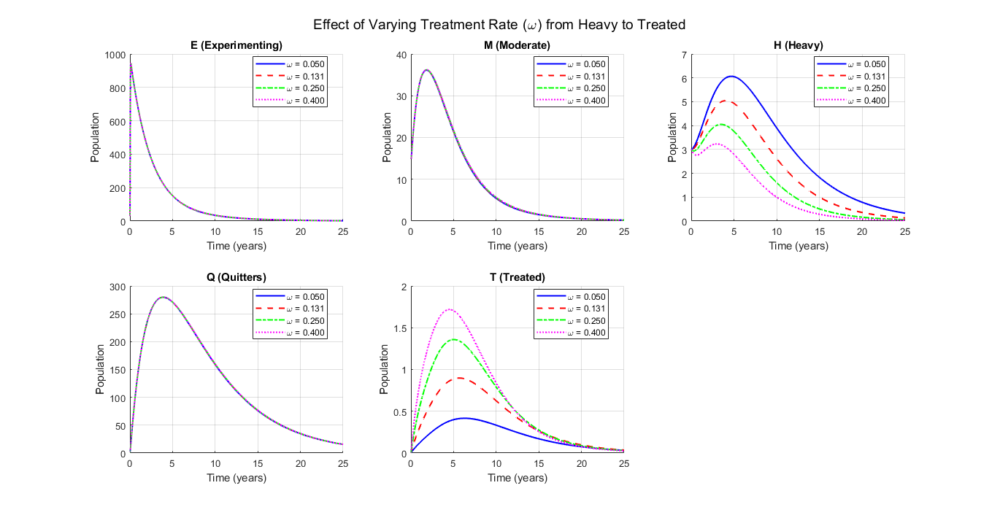 Effect of Varying Treatment Rate (ω) from Heavy to Treated
E (Experimenting)
1000
800
600
400
200
0
Population
0 5 10 15 20 25
Time (years)
ω = 0.050
ω = 0.131
ω = 0.250
ω = 0.400
M (Moderate)
40
30
20
10
0
Population
0 5 10 15 20 25
Time (years)
ω = 0.050
ω = 0.131
ω = 0.250
ω = 0.400
H (Heavy)
7
6
5
4
3
2
1
0
Population
0 5 10 15 20 25
Time (years)
ω = 0.050
ω = 0.131
ω = 0.250
ω = 0.400
Q (Quitters)
300
250
200
150
100
50
0
Population
0 5 10 15 20 25
Time (years)
ω = 0.050
ω = 0.131
ω = 0.250
ω = 0.400
T (Treated)
2
1.5
1
0.5
0
Population
0 5 10 15 20 25
Time (years)
ω = 0.050
ω = 0.131
ω = 0.250
ω = 0.400